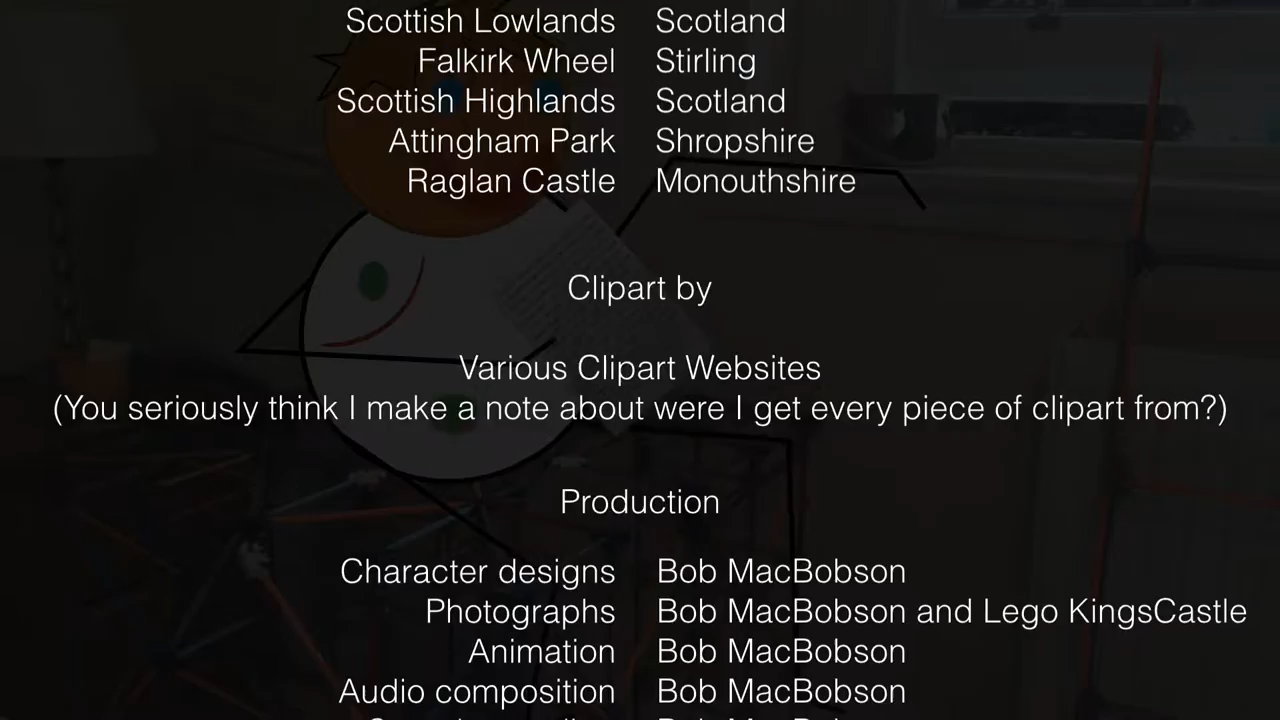 Scottish Lowlands Scotland
Falkirk Wheel Stirling
Scottish Highlands Scotland
Attingham Park Shropshire
Raglan Castle Monouthshire
Clipart by
Various Clipart Websites
(You seriously think I make a note about were I get every piece of clipart from?)
Production
Character designs Bob MacBobson
Photographs Bob MacBobson and Lego KingsCastle
Animation Bob MacBobson
Audio composition Bob MacBobson